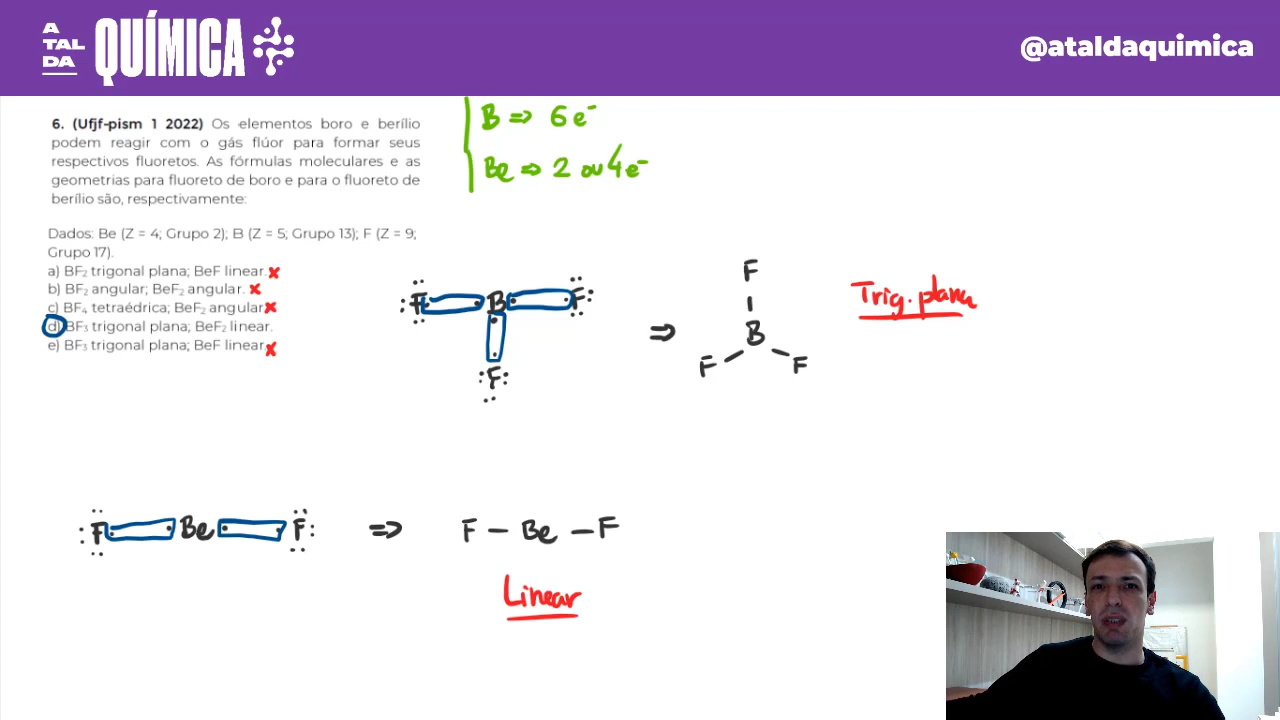 A
TAL
DA
QUÍMICA
@ataldaquimica
6. (Ufjf-pism 1 2022) Os elementos boro e berílio
podem reagir com o gás flúor para formar seus
respectivos fluoretos. As fórmulas moleculares e as
geometrias para fluoreto de boro e para o fluoreto de
berílio são, respectivamente:
Dados: Be (Z = 4; Grupo 2); B (Z = 5; Grupo 13); F (Z = 9;
Grupo 17).
a) BF₂ trigonal plana; BeF linear. x
b) BF₂ angular; BeF₂ angular. x
c) BF₄ tetraédrica; BeF₂ angular. x
d) BF₃ trigonal plana; BeF₂ linear.
e) BF₃ trigonal plana; BeF linear. x
B ⇒ 6e⁻
Be ⇒ 2 ou 4e⁻
F B F
F
⇒
F
B
F F
Trig. plana
F Be F ⇒ F – Be – F
Linear